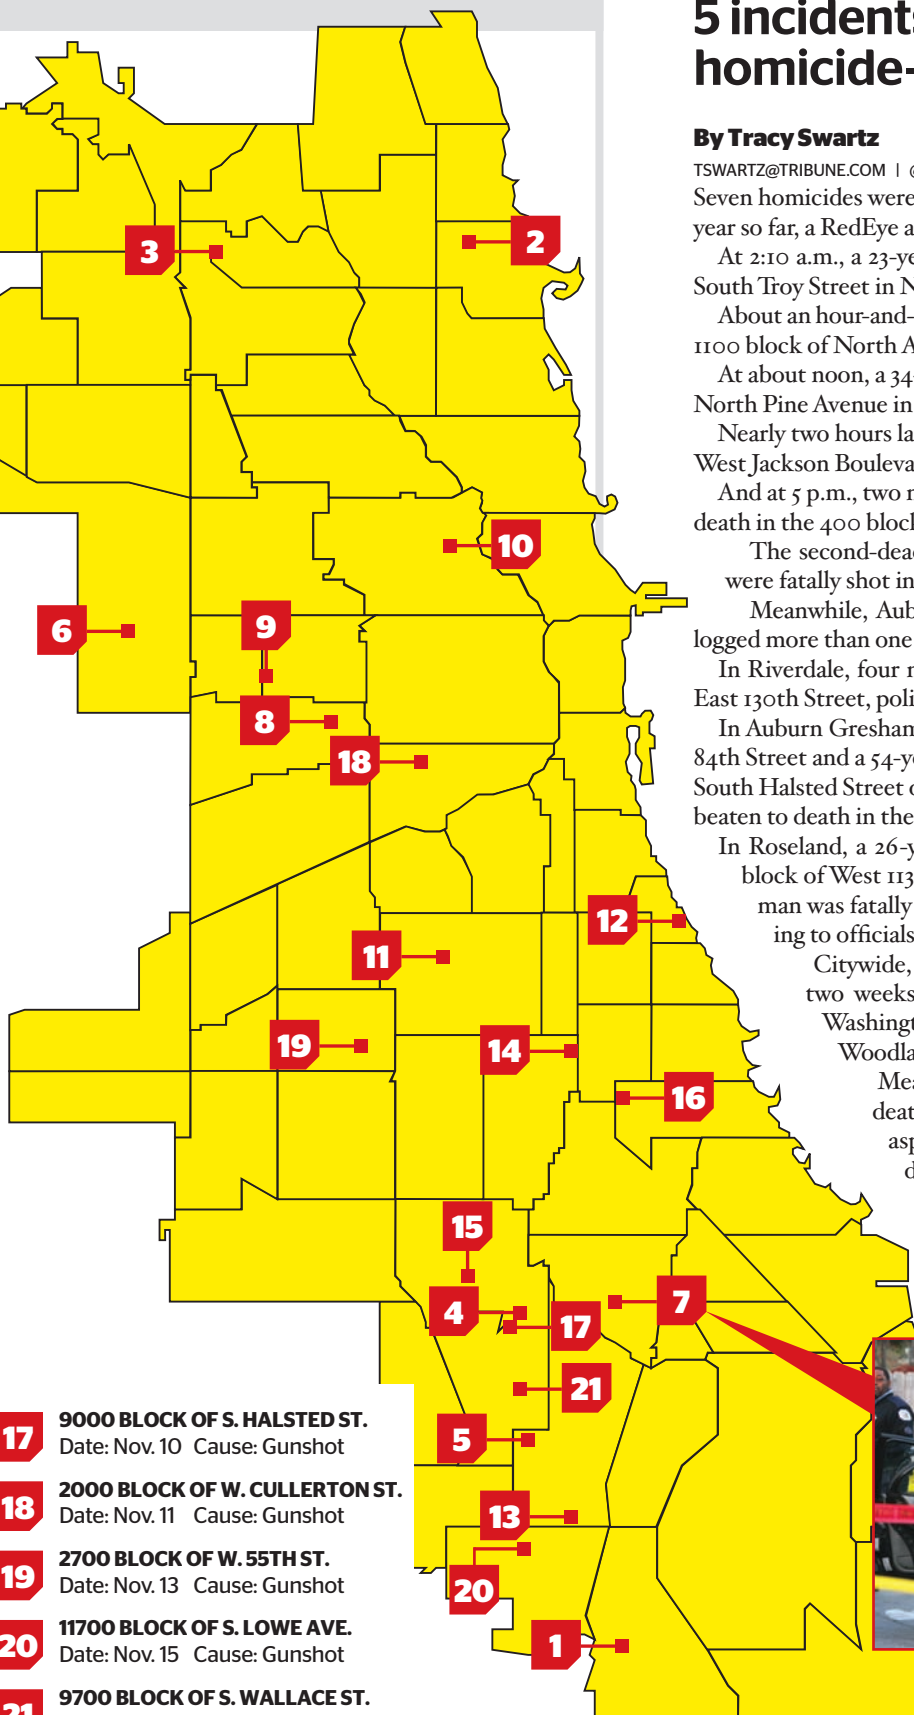 5 incidents
homicide-
By Tracy Swartz
TSWARTZ@TRIBUNE.COM |
Seven homicides were
year so far, a RedEye a
At 2:10 a.m., a 23-ye
South Troy Street in N
About an hour-and-
1100 block of North A
At about noon, a 34-
North Pine Avenue in
Nearly two hours la
West Jackson Bouleva
And at 5 p.m., two m
death in the 400 block
The second-dead
were fatally shot in
Meanwhile, Aub
logged more than one
In Riverdale, four m
East 130th Street, poli
In Auburn Gresham
84th Street and a 54-ye
South Halsted Street o
beaten to death in the
In Roseland, a 26-y
block of West 113
man was fatally
ing to officials
Citywide,
two weeks
Washingt
Woodla
Mea
deat
asp
d
2
3
10
6
9
8
18
12
11
19
14
16
15
4
17
7
21
5
13
20
1
17 9000 BLOCK OF S. HALSTED ST.
Date: Nov. 10 Cause: Gunshot
18 2000 BLOCK OF W. CULLERTON ST.
Date: Nov. 11 Cause: Gunshot
19 2700 BLOCK OF W. 55TH ST.
Date: Nov. 13 Cause: Gunshot
20 11700 BLOCK OF S. LOWE AVE.
Date: Nov. 15 Cause: Gunshot
21 9700 BLOCK OF S. WALLACE ST.